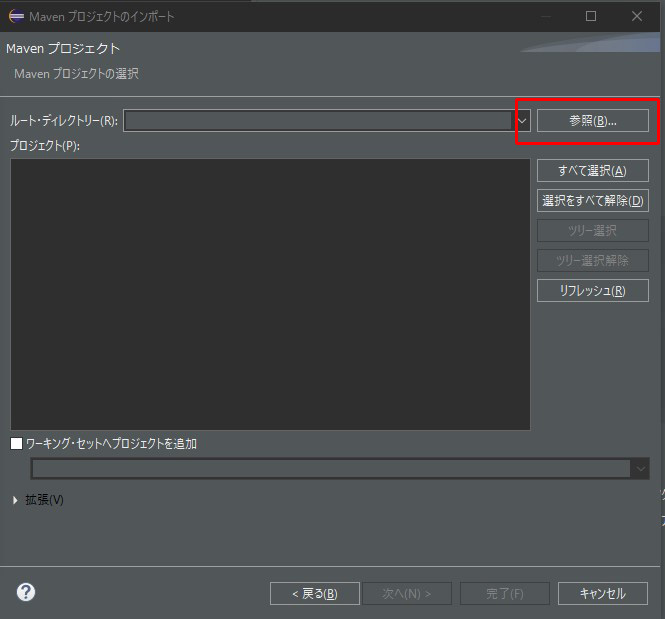 Maven プロジェクトのインポート
Maven プロジェクト
Maven プロジェクトの選択
ルート・ディレクトリー(R):
参照(B)...
プロジェクト(P):
すべて選択(A)
選択をすべて解除(D)
ツリー選択
ツリー選択解除
リフレッシュ(R)
ワーキング・セットへプロジェクトを追加
拡張(V)
< 戻る(B)
次へ(N) >
完了(F)
キャンセル